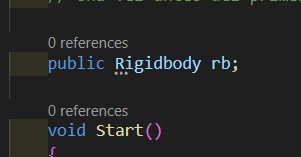 0 references
public Rigidbody rb;
0 references
void Start()
{